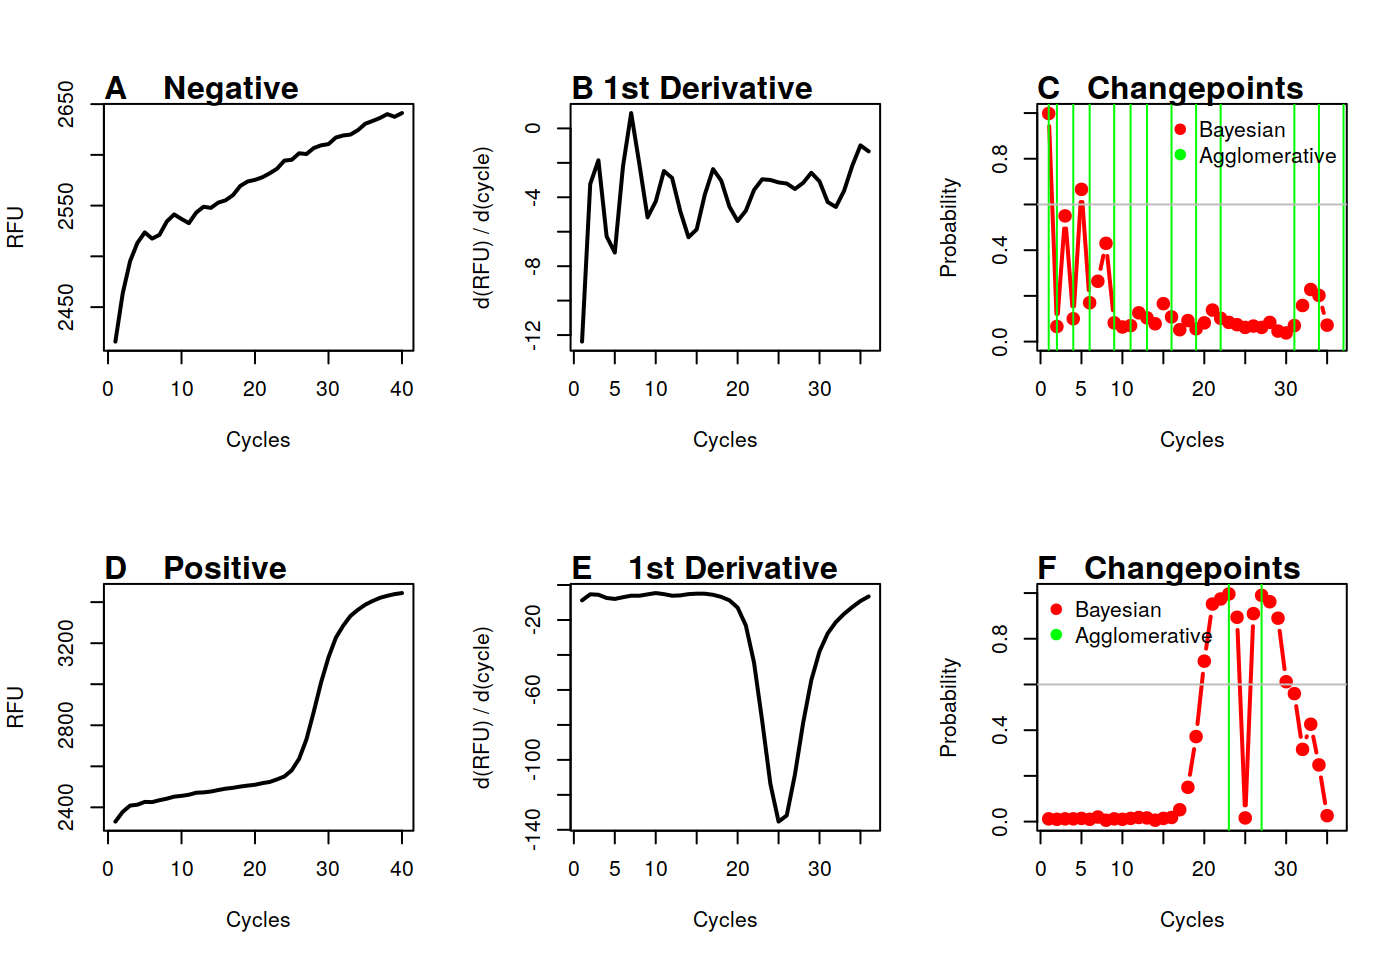 A Negative
2650
2550
2450
RFU
0 10 20 30 40
Cycles
B 1st Derivative
0
-4
-8
-12
d(RFU) / d(cycle)
0 5 10 20 30
Cycles
C Changepoints
Bayesian
Agglomerative
0.8
0.4
0.0
Probability
0 5 10 20 30
Cycles
D Positive
3200
2800
2400
RFU
0 10 20 30 40
Cycles
E 1st Derivative
-20
-60
-100
-140
d(RFU) / d(cycle)
0 5 10 20 30
Cycles
F Changepoints
Bayesian
Agglomerative
0.8
0.4
0.0
Probability
0 5 10 20 30
Cycles